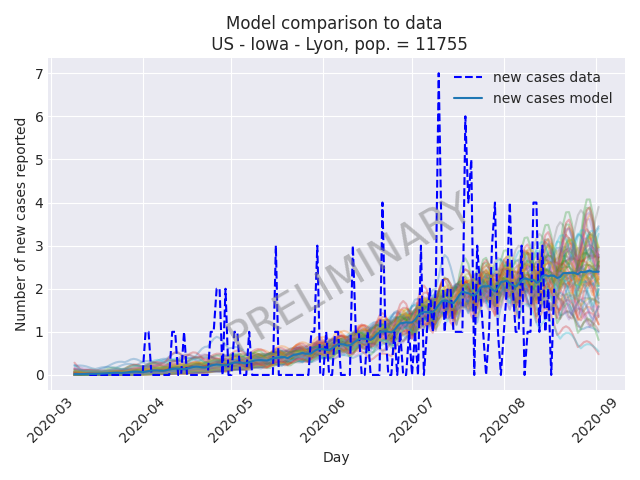 Model comparison to data
US - Iowa - Lyon, pop. = 11755
7
6
5
4
3
2
1
0
Number of new cases reported
new cases data
new cases model
PRELIMINARY
2020-03
2020-04
2020-05
2020-06
2020-07
2020-08
2020-09
Day